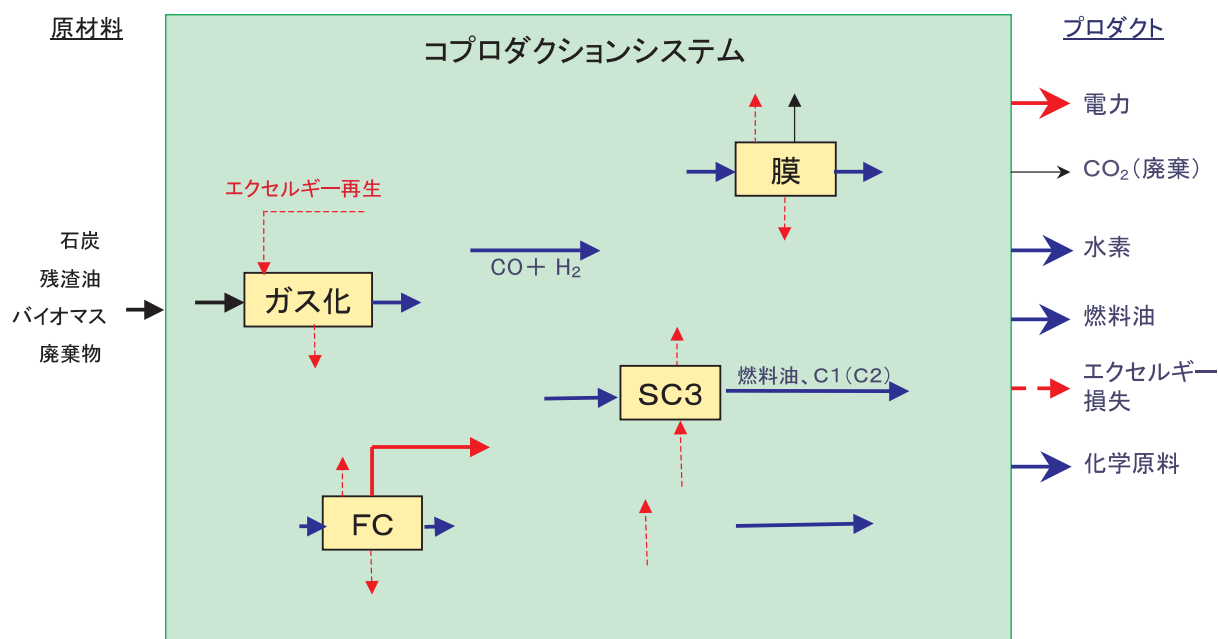 原材料
コプロダクションシステム
プロダクト
電力
膜
CO₂(廃棄)
エクセルギー再生
石炭
残渣油
バイオマス
廃棄物
ガス化
CO+ H₂
水素
燃料油
SC3
燃料油、C1(C2)
エクセルギー
損失
化学原料
FC